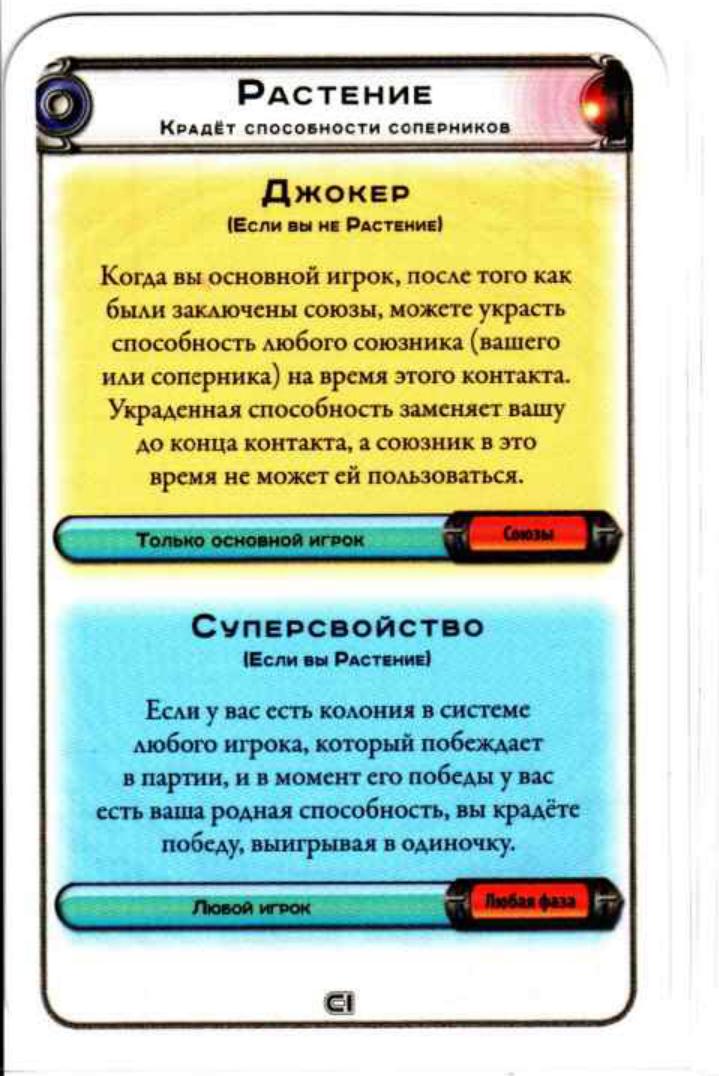 Растение
Крадёт способности соперников
Джокер
(Если вы не Растение)
Когда вы основной игрок, после того как
были заключены союзы, можете украсть
способность любого союзника (вашего
или соперника) на время этого контакта.
Украденная способность заменяет вашу
до конца контакта, а союзник в это
время не может ей пользоваться.
Только основной игрок
Союзы
Суперсвойство
(Если вы Растение)
Если у вас есть колония в системе
любого игрока, который побеждает
в партии, и в момент его победы у вас
есть ваша родная способность, вы крадёте
победу, выигрывая в одиночку.
Любой игрок
Любая фаза
CI